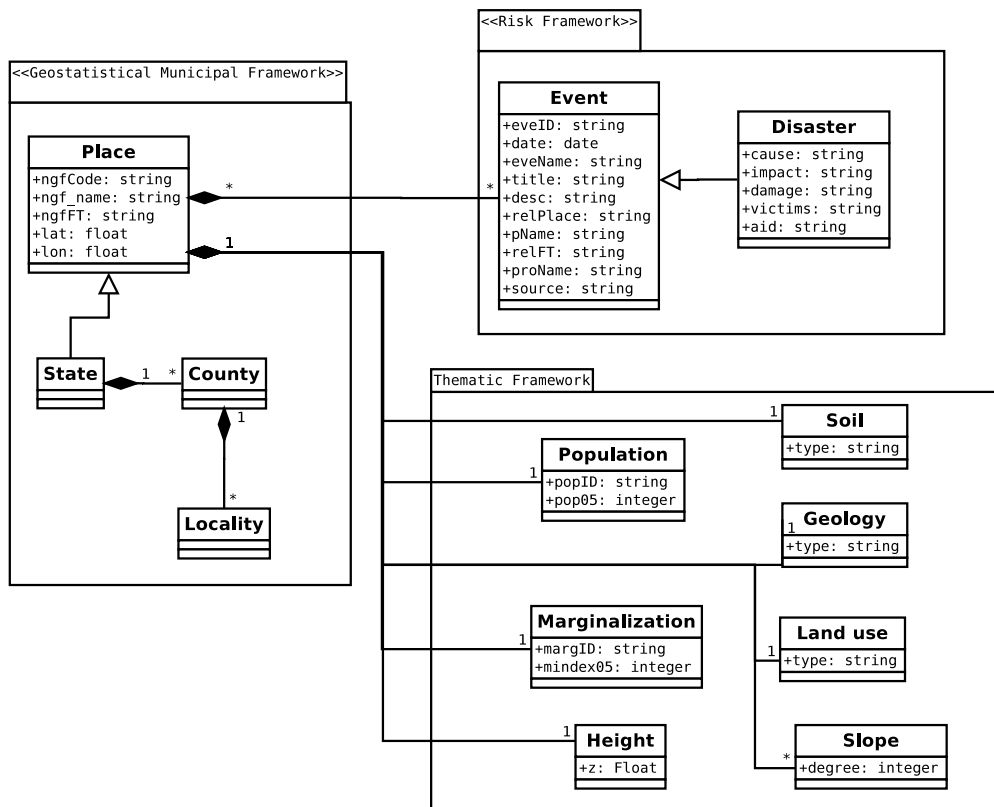 <<Risk Framework>>
<<Geostatistical Municipal Framework>>
Event
+eveID: string
+date: date
+eveName: string
+title: string
+desc: string
+relPlace: string
+pName: string
+relFT: string
+proName: string
+source: string
Disaster
+cause: string
+impact: string
+damage: string
+victims: string
+aid: string
Place
+ngfCode: string
+ngf_name: string
+ngfFT: string
+lat: float
+lon: float
*
*
1
State
1
*
County
1
*
Locality
Thematic Framework
1
Soil
+type: string
1
Population
+popID: string
+pop05: integer
1
Geology
+type: string
1
Marginalization
+margID: string
+mindex05: integer
1
Land use
+type: string
1
Height
+z: Float
*
Slope
+degree: integer